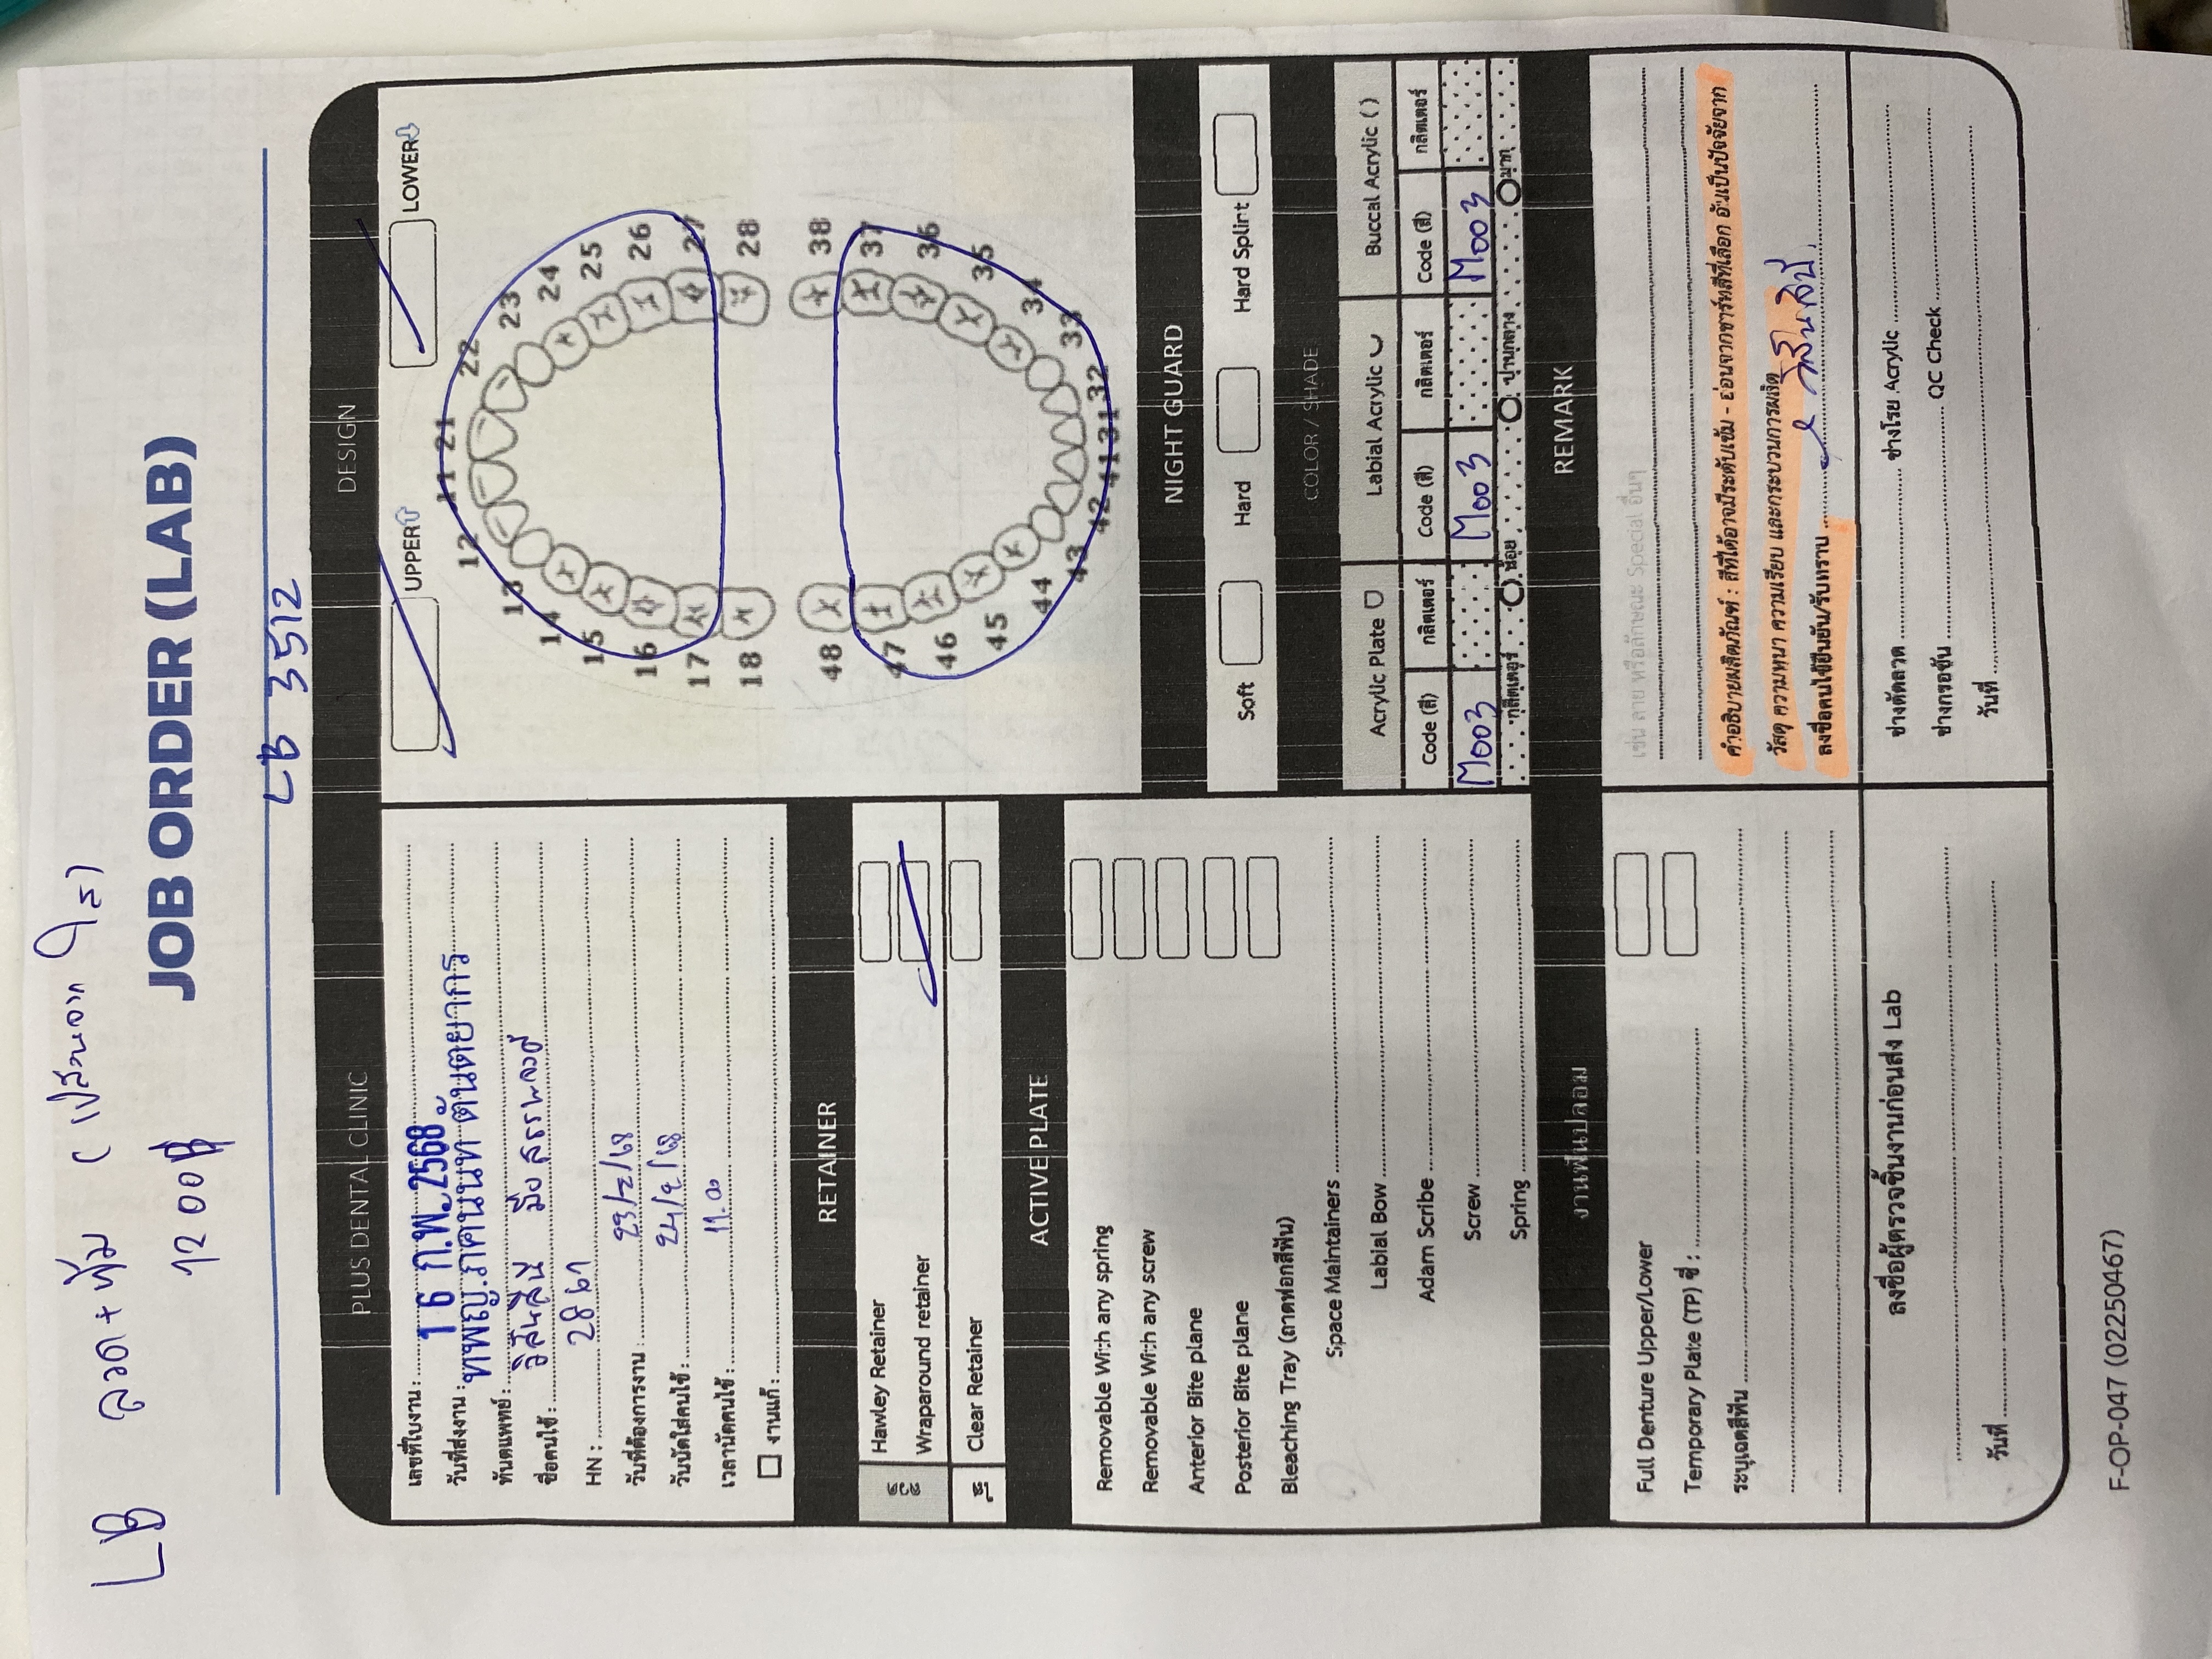 LB ลวด+หุ้ม (เปลี่ยนจากใส)
1200฿
JOB ORDER (LAB)
LB 3512
PLUS DENTAL CLINIC
เลขที่ใบงาน :
วันที่ส่งงาน : 16 ก.พ. 2568
ทันตแพทย์ : ทพญ.ภคนันท ตันตยากร
ชื่อคนไข้ :
HN : 2867
วันที่ต้องการงาน : 23/2/68
วันนัดใส่คนไข้ : 24/2/68
เวลานัดคนไข้ : 11.00
งานแก้ :
RETAINER
ลวด
Hawley Retainer
Wraparound retainer
ใส
Clear Retainer
ACTIVE PLATE
Removable With any spring
Removable With any screw
Anterior Bite plane
Posterior Bite plane
Bleaching Tray (ถาดฟอกสีฟัน)
Space Maintainers
Labial Bow
Adam Scribe
Screw
Spring
งานฟันปลอม
Full Denture Upper/Lower
Temporary Plate (TP) ซี่ :
ระบุเฉดสีฟัน
ลงชื่อผู้ตรวจชิ้นงานก่อนส่ง Lab
วันที่
DESIGN
UPPER LOWER
11 21
12 22
13 23
14 24
15 25
16 26
17 27
18 28
48 38
47 37
46 36
45 35
44 34
43 33
42 41 31 32
NIGHT GUARD
Soft Hard Hard Splint
COLOR / SHADE
Acrylic Plate Labial Acrylic Buccal Acrylic ( )
Code (สี) กลิตเตอร์ Code (สี) กลิตเตอร์ Code (สี) กลิตเตอร์
M003 M003 M003
กลิตเตอร์ น้อย ปานกลาง มาก
REMARK
เช่น ลาย หรือลักษณะ Special อื่นๆ
คำอธิบายผลิตภัณฑ์ : สีที่ได้อาจมีระดับเข้ม - อ่อนจากชาร์ทสีที่เลือก อันเป็นปัจจัยจาก
วัสดุ ความหนา ความเรียบ และกระบวนการผลิต
ลงชื่อคนไข้ยืนยัน/รับทราบ
ช่างดัดลวด ช่างโรย Acrylic
ช่างกรอขัน QC Check
วันที่
F-OP-047 (02250467)